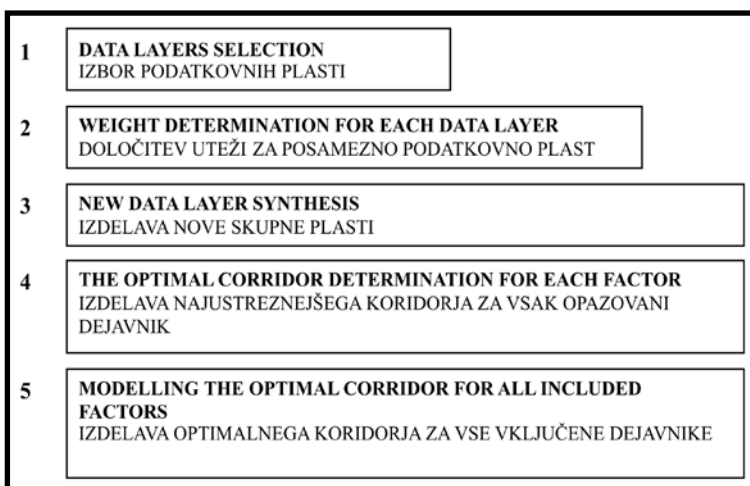 1
DATA LAYERS SELECTION
IZBOR PODATKOVNIH PLASTI
2
WEIGHT DETERMINATION FOR EACH DATA LAYER
DOLOČITEV UTEŽI ZA POSAMEZNO PODATKOVNO PLAST
3
NEW DATA LAYER SYNTHESIS
IZDELAVA NOVE SKUPNE PLASTI
4
THE OPTIMAL CORRIDOR DETERMINATION FOR EACH FACTOR
IZDELAVA NAJUSTREZNEJŠEGA KORIDORJA ZA VSAK OPAZOVANI
DEJAVNIK
5
MODELLING THE OPTIMAL CORRIDOR FOR ALL INCLUDED
FACTORS
IZDELAVA OPTIMALNEGA KORIDORJA ZA VSE VKLJUČENE DEJAVNIKE